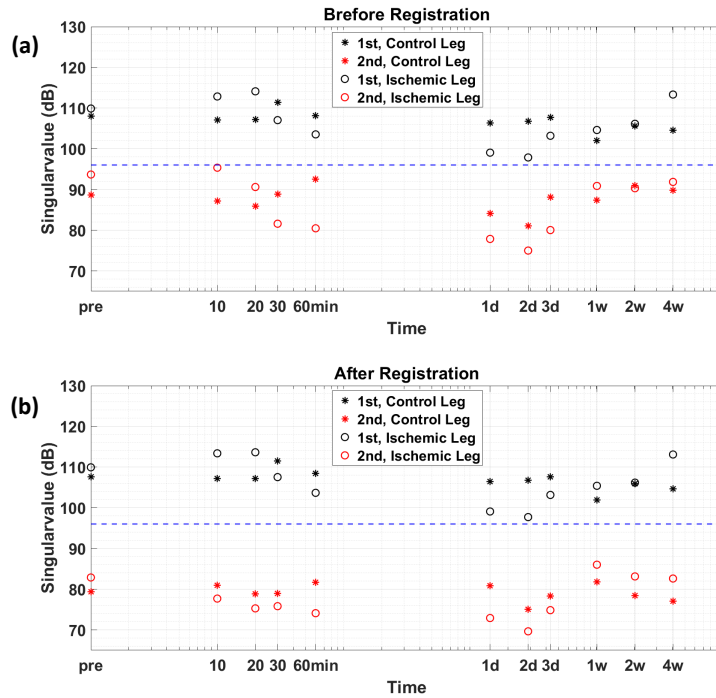 Brefore Registration
(a)
130
120
110
100
90
80
70
Singularvalue (dB)
1st, Control Leg
2nd, Control Leg
1st, Ischemic Leg
2nd, Ischemic Leg
pre 10 20 30 60min 1d 2d 3d 1w 2w 4w
Time
After Registration
(b)
130
120
110
100
90
80
70
Singularvalue (dB)
1st, Control Leg
2nd, Control Leg
1st, Ischemic Leg
2nd, Ischemic Leg
pre 10 20 30 60min 1d 2d 3d 1w 2w 4w
Time